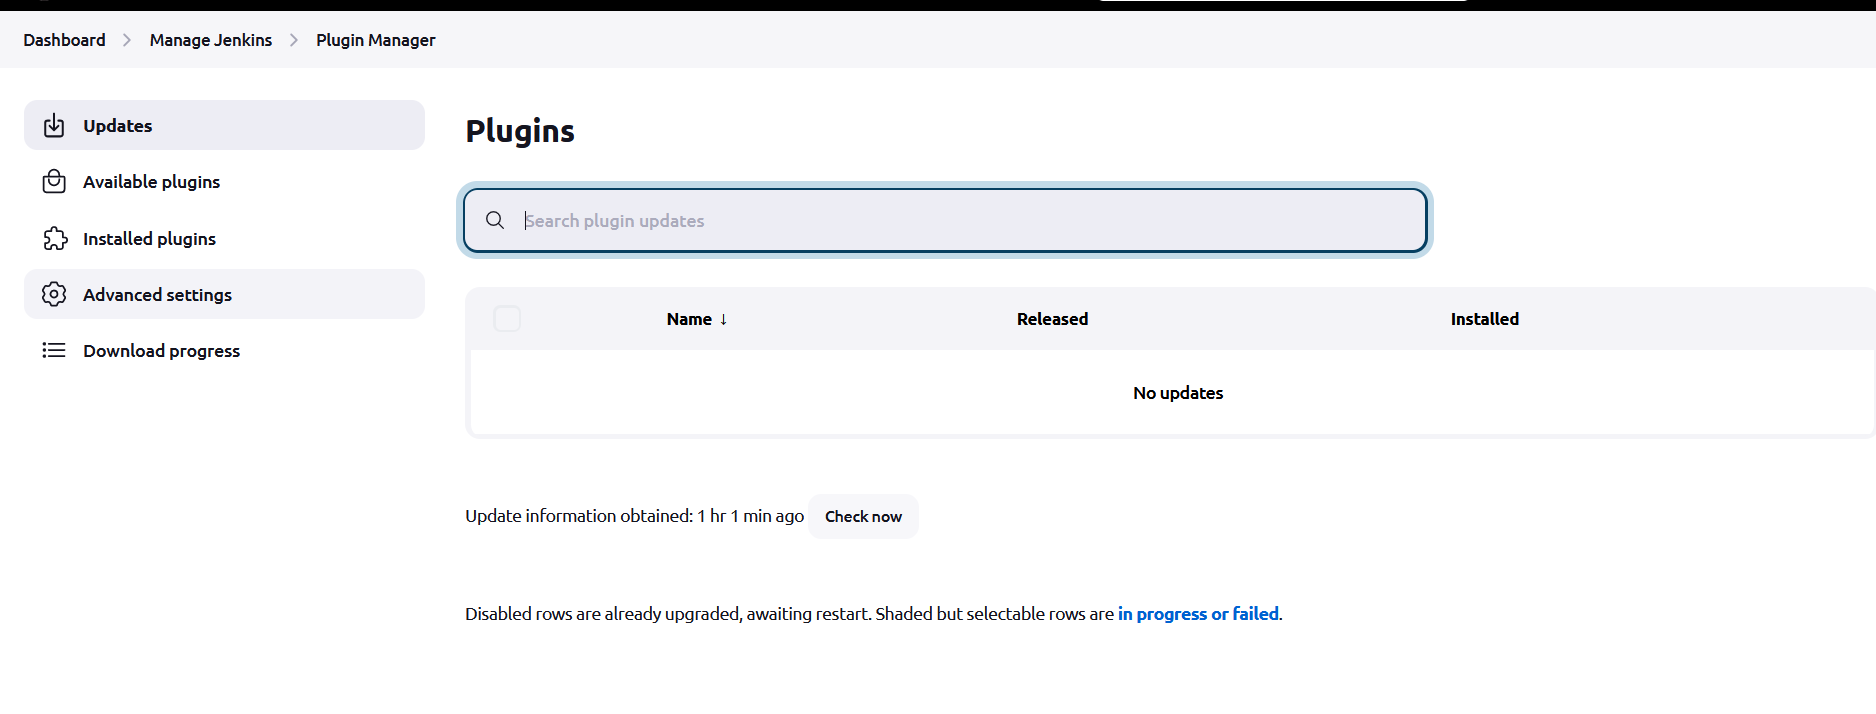 Dashboard > Manage Jenkins > Plugin Manager
Updates
Available plugins
Installed plugins
Advanced settings
Download progress
Plugins
Search plugin updates
Name ↓ Released Installed
No updates
Update information obtained: 1 hr 1 min ago Check now
Disabled rows are already upgraded, awaiting restart. Shaded but selectable rows are in progress or failed.